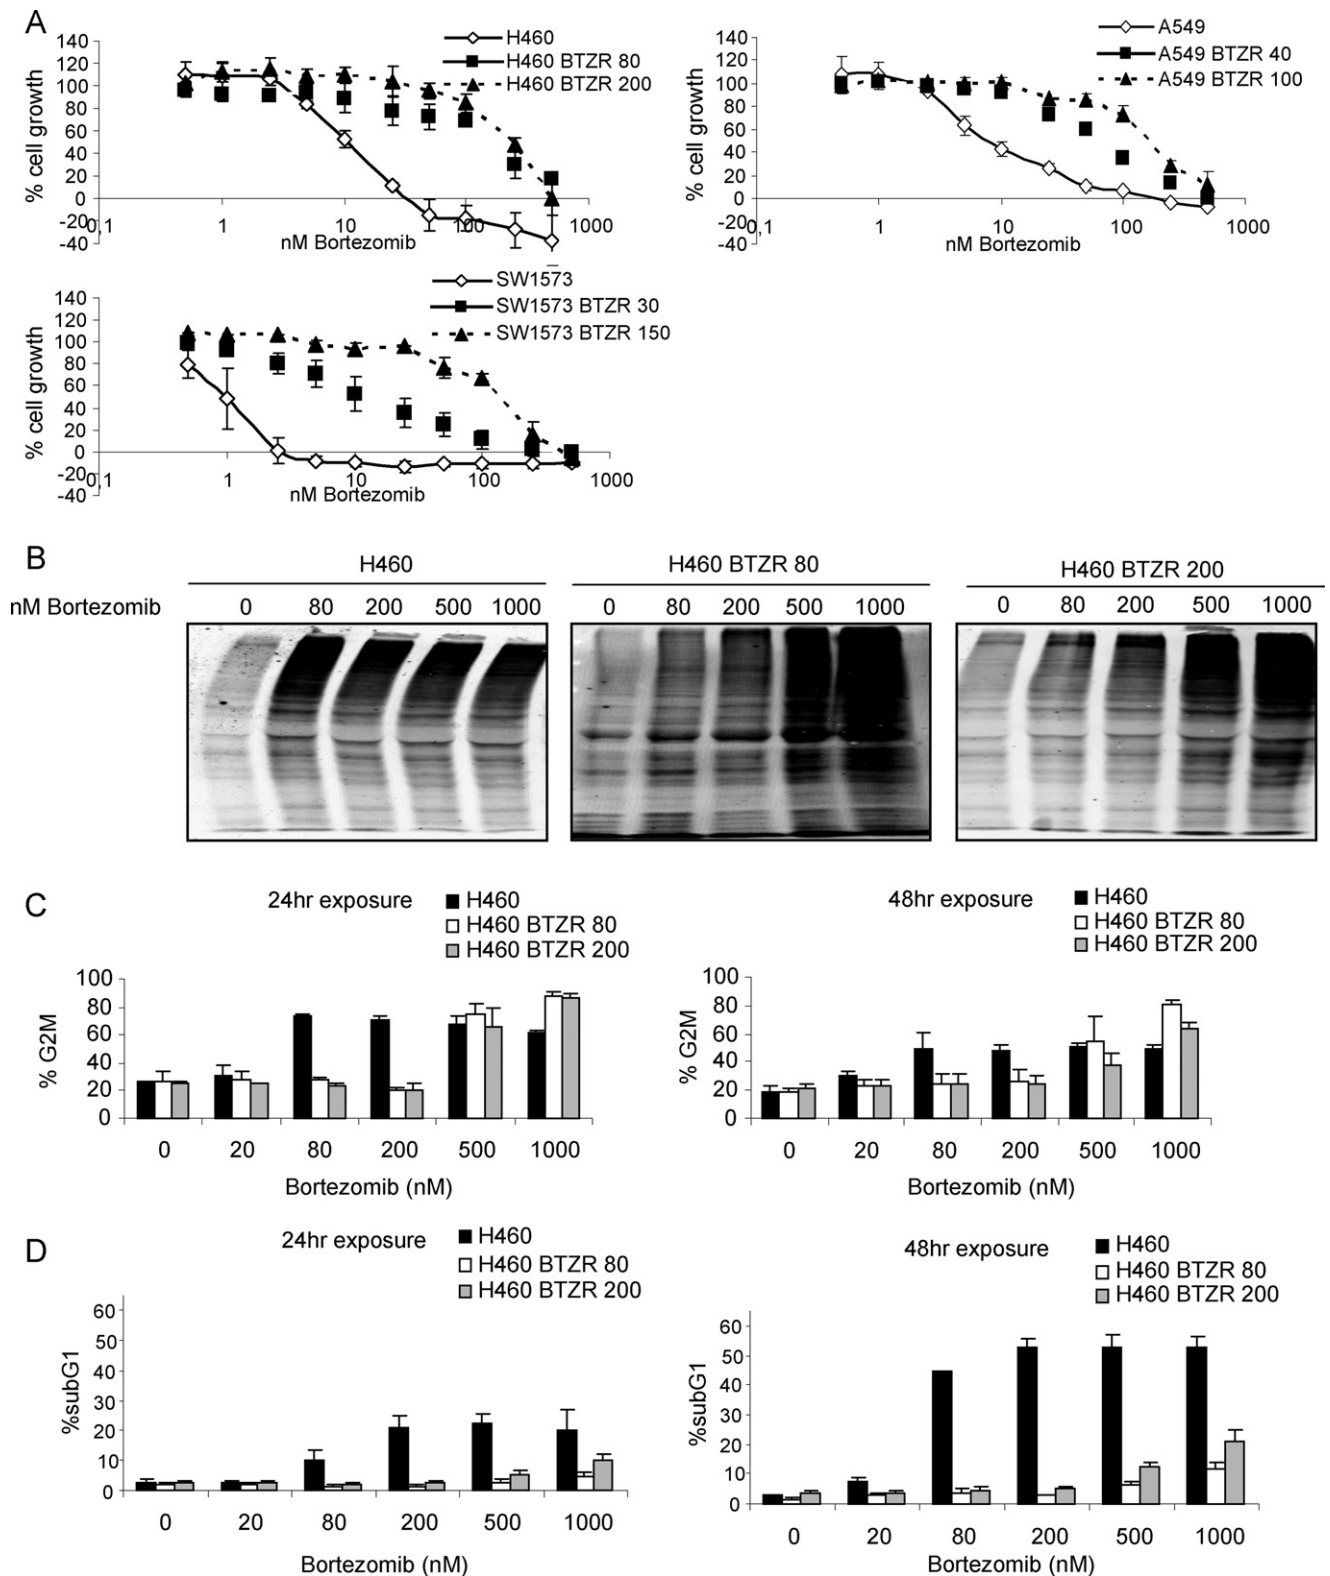 A
H460
H460 BTZR 80
H460 BTZR 200
% cell growth
140
120
100
80
60
40
20
0
-20
-40
0,1
1
10
100
1000
nM Bortezomib
A549
A549 BTZR 40
A549 BTZR 100
% cell growth
140
120
100
80
60
40
20
0
-20
-40
0,1
1
10
100
1000
nM Bortezomib
SW1573
SW1573 BTZR 30
SW1573 BTZR 150
% cell growth
140
120
100
80
60
40
20
0
-20
-40
0,1
1
10
100
1000
nM Bortezomib
B
H460
H460 BTZR 80
H460 BTZR 200
nM Bortezomib 0 80 200 500 1000 0 80 200 500 1000 0 80 200 500 1000
C
24hr exposure
H460
H460 BTZR 80
H460 BTZR 200
% G2M
100
80
60
40
20
0
0 20 80 200 500 1000
Bortezomib (nM)
48hr exposure
H460
H460 BTZR 80
H460 BTZR 200
% G2M
100
80
60
40
20
0
0 20 80 200 500 1000
Bortezomib (nM)
D
24hr exposure
H460
H460 BTZR 80
H460 BTZR 200
%subG1
60
50
40
30
20
10
0
0 20 80 200 500 1000
Bortezomib (nM)
48hr exposure
H460
H460 BTZR 80
H460 BTZR 200
%subG1
60
50
40
30
20
10
0
0 20 80 200 500 1000
Bortezomib (nM)